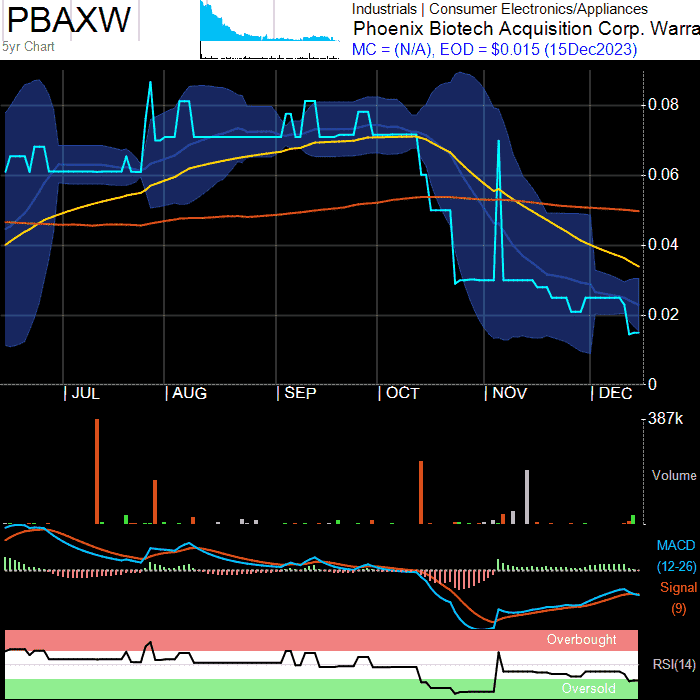 PBAXW
5yr Chart
Industrials | Consumer Electronics/Appliances
Phoenix Biotech Acquisition Corp. Warra
MC = (N/A), EOD = $0.015 (15Dec2023)
0.08
0.06
0.04
0.02
0
| JUL | AUG | SEP | OCT | NOV | DEC
387k
Volume
MACD
(12-26)
Signal
(9)
Overbought
RSI(14)
Oversold